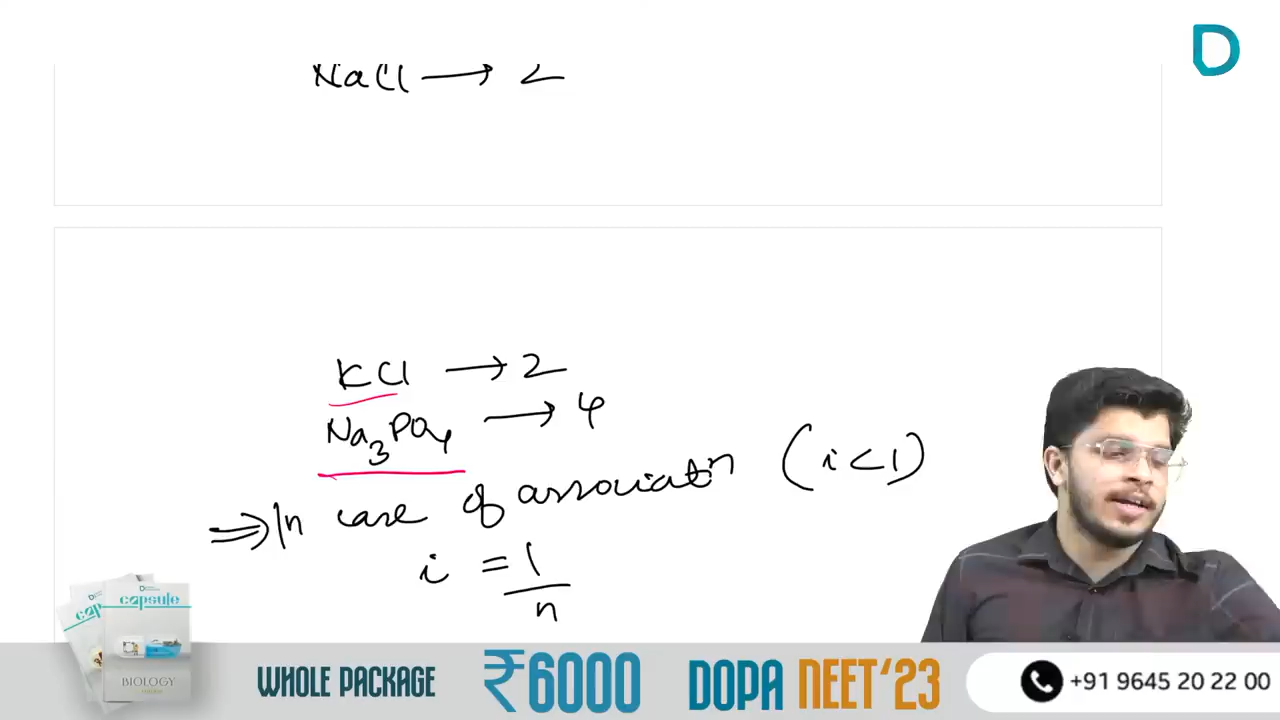 NaCl → 2
KCl → 2
Na3PO4 → 4
⇒ In case of associatn (i<1)
i = 1/n
capsule
BIOLOGY
WHOLE PACKAGE ₹6000 DOPA NEET'23 +91 9645 20 22 00